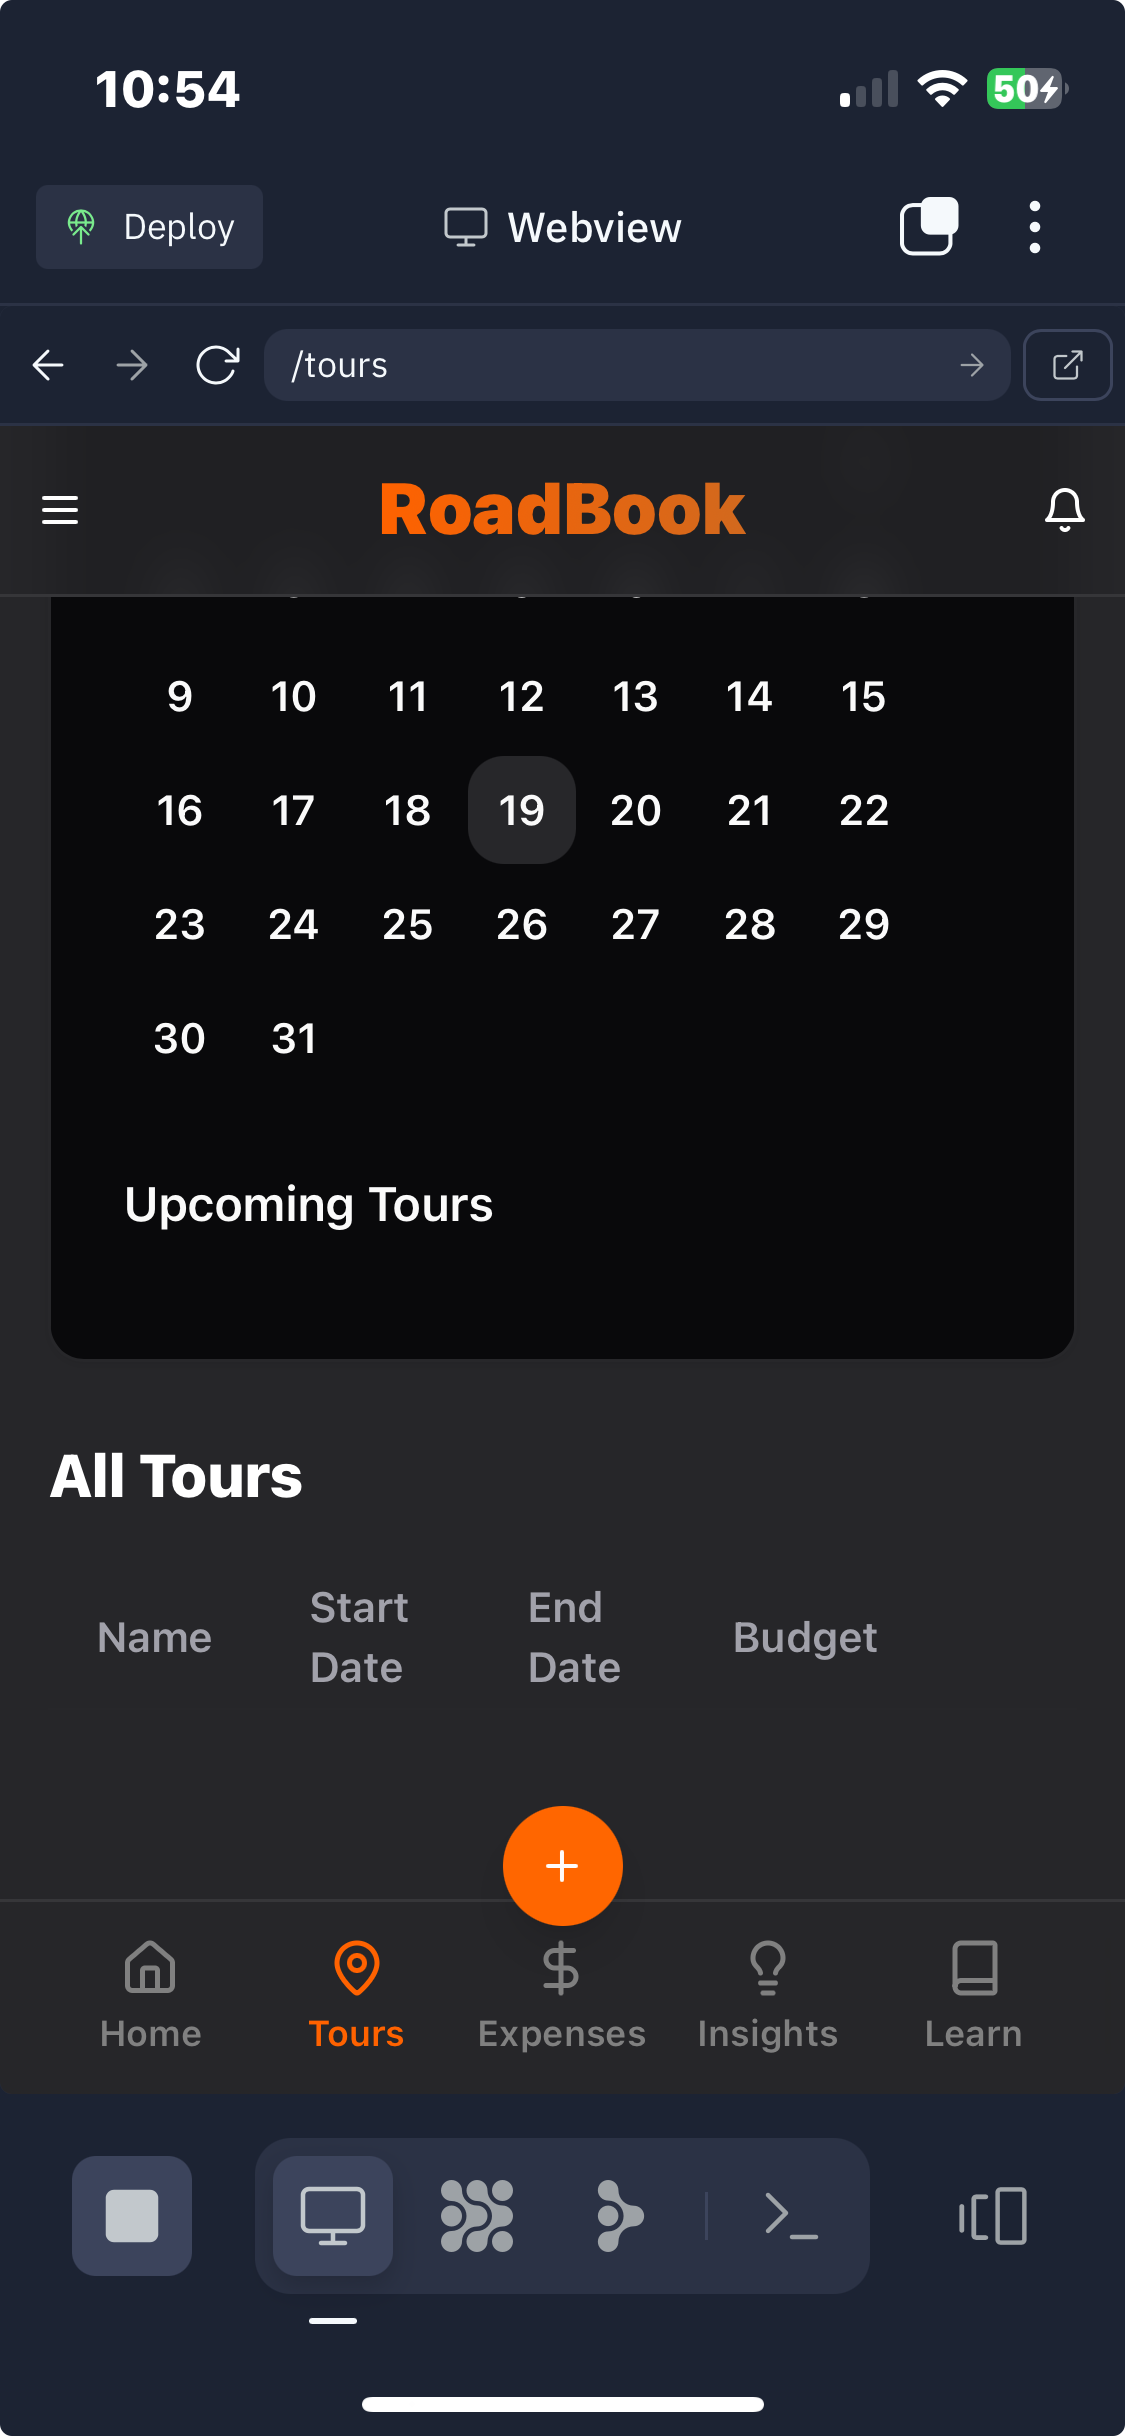 10:54
50
Deploy
Webview
/tours
RoadBook
9 10 11 12 13 14 15
16 17 18 19 20 21 22
23 24 25 26 27 28 29
30 31
Upcoming Tours
All Tours
Name Start Date End Date Budget
Home Tours Expenses Insights Learn